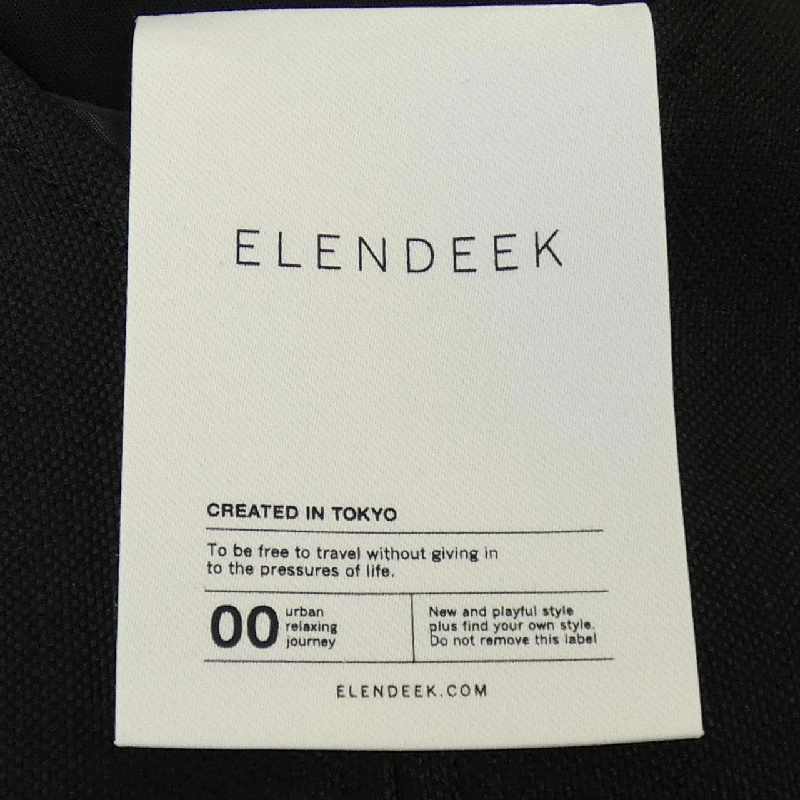 ELENDEEK
CREATED IN TOKYO
To be free to travel without giving in
to the pressures of life.
00
urban
relaxing
journey
New and playful style
plus find your own style.
Do not remove this label
ELENDEEK.COM